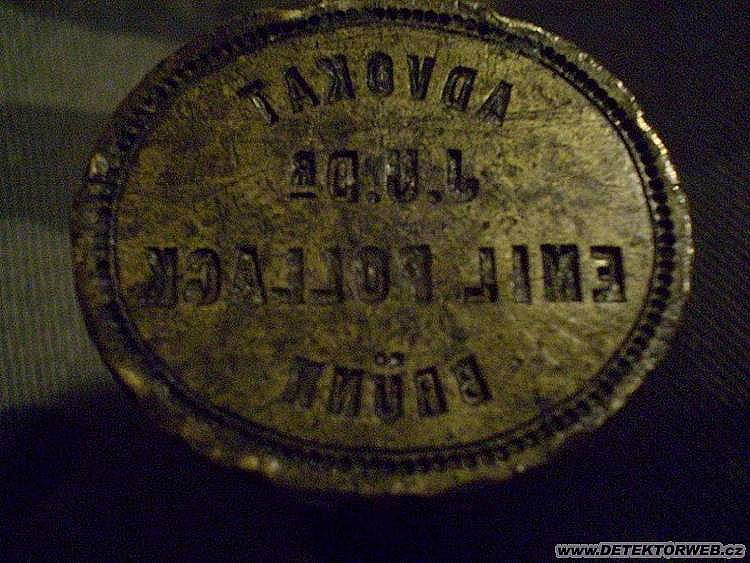 ADVOKAT
J.U.DR
EMIL POLLACK
BRÜNN
www.DETEKTORWEB.cz